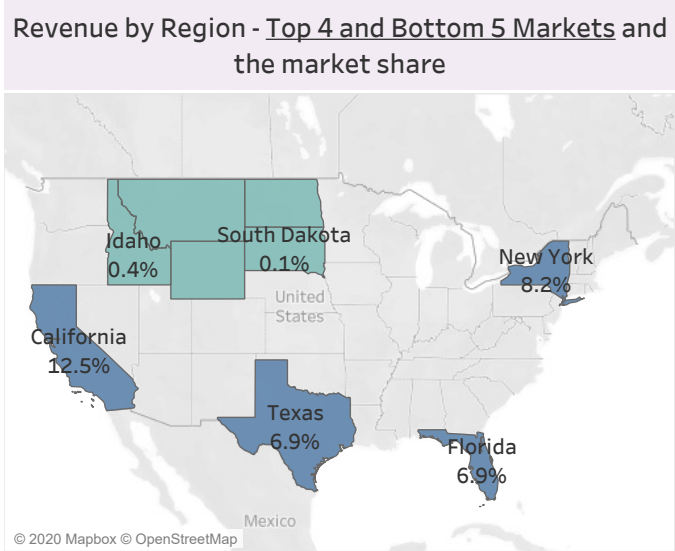 Revenue by Region - Top 4 and Bottom 5 Markets and
the market share
Idaho
0.4%
South Dakota
0.1%
New York
8.2%
United
States
California
12.5%
Texas
6.9%
Florida
6.9%
Mexico
© 2020 Mapbox © OpenStreetMap